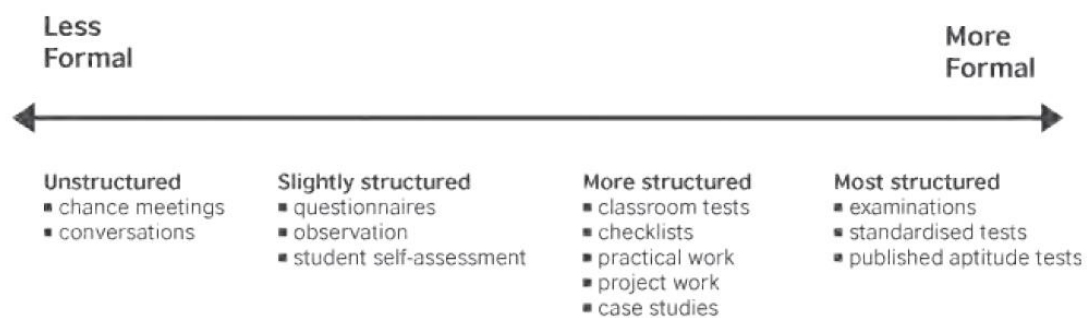 Less
Formal
More
Formal
Unstructured
▪ chance meetings
▪ conversations
Slightly structured
▪ questionnaires
▪ observation
▪ student self-assessment
More structured
▪ classroom tests
▪ checklists
▪ practical work
▪ project work
▪ case studies
Most structured
▪ examinations
▪ standardised tests
▪ published aptitude tests